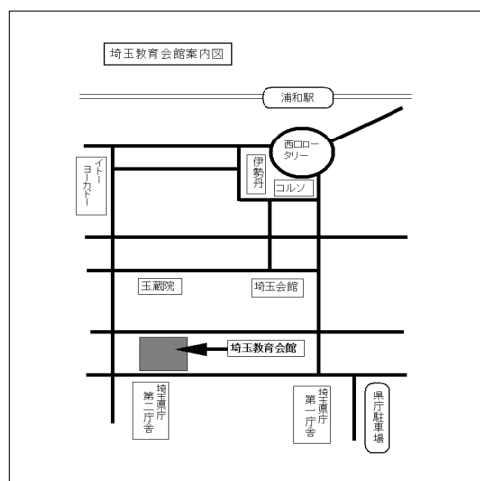 埼玉教育会館案内図
浦和駅
西口ロー
タリー
伊勢丹
コルソ
イトー
ヨーカドー
玉蔵院
埼玉会館
埼玉教育会館
埼玉県庁
第二庁舎
埼玉県庁
第一庁舎
県庁駐車場